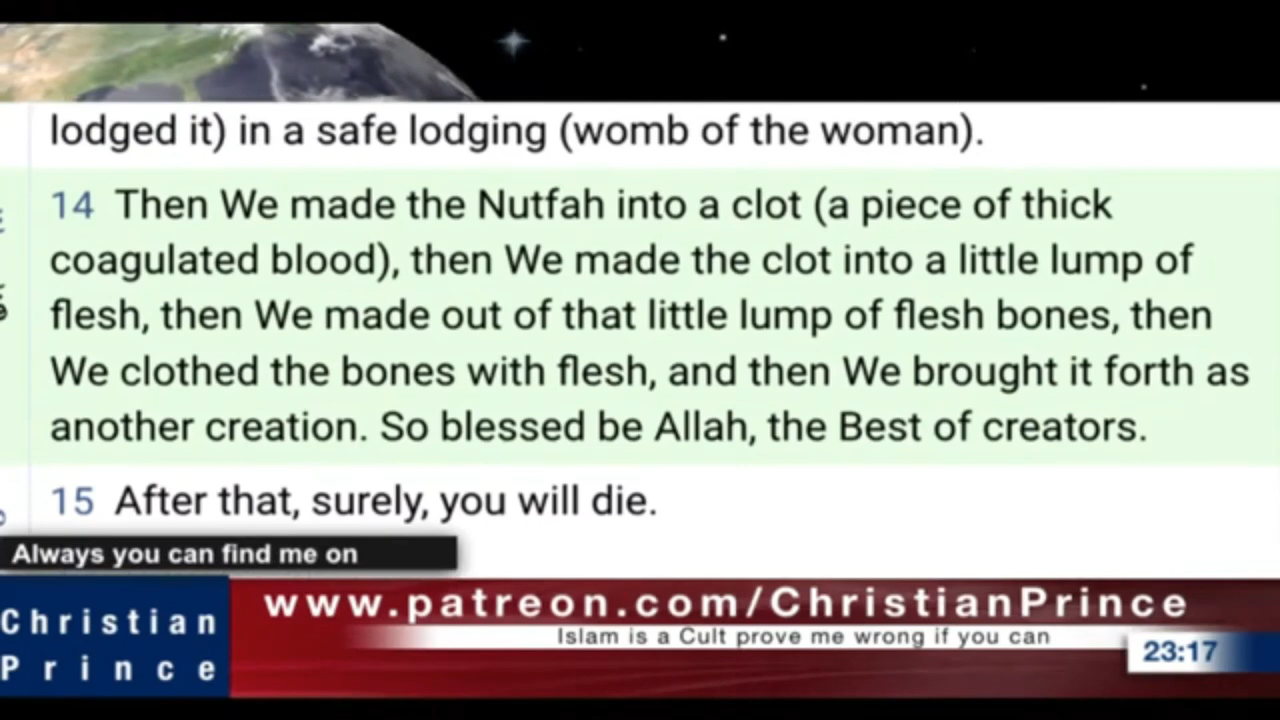 lodged it) in a safe lodging (womb of the woman).
14 Then We made the Nutfah into a clot (a piece of thick
coagulated blood), then We made the clot into a little lump of
flesh, then We made out of that little lump of flesh bones, then
We clothed the bones with flesh, and then We brought it forth as
another creation. So blessed be Allah, the Best of creators.
15 After that, surely, you will die.
Always you can find me on
Christian
Prince
www.patreon.com/ChristianPrince
Islam is a Cult prove me wrong if you can
23:17